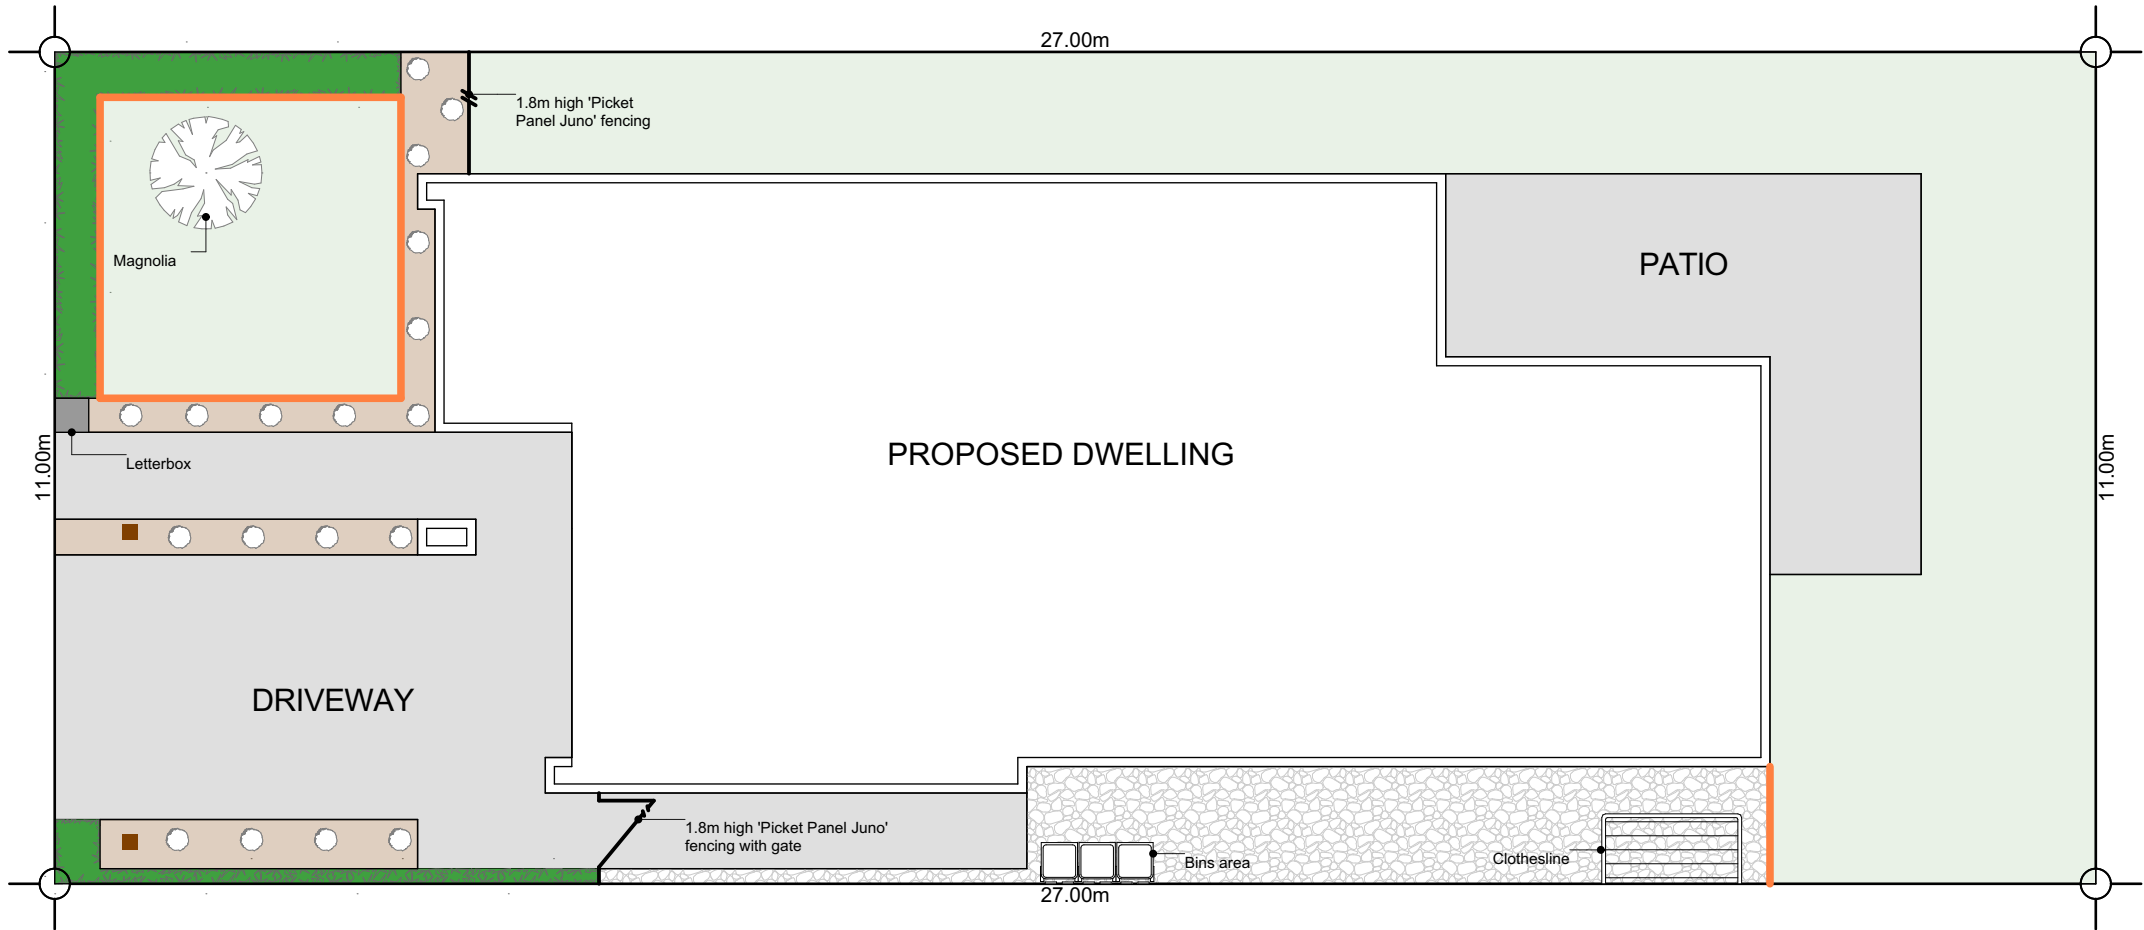 27.00m
1.8m high 'Picket
Panel Juno' fencing
Magnolia
PATIO
Letterbox
11.00m
PROPOSED DWELLING
11.00m
DRIVEWAY
1.8m high 'Picket Panel Juno'
fencing with gate
Bins area
Clothesline
27.00m